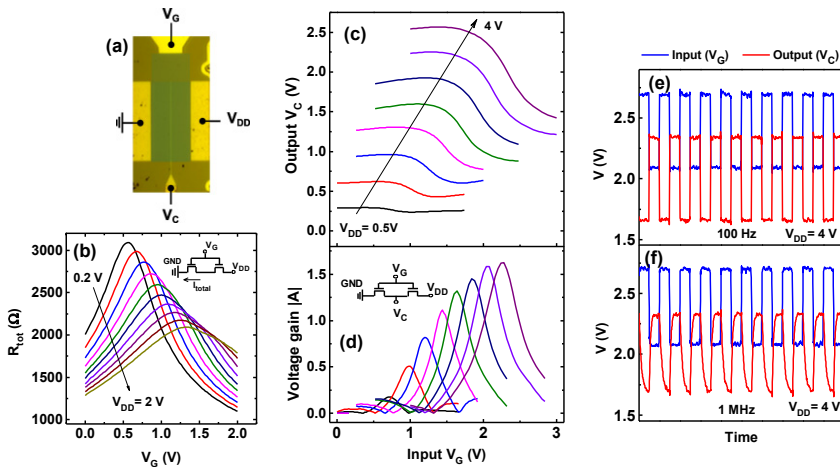 (a)
V_G
V_DD
V_C
(b)
3000
2500
2000
1500
1000
R_tot (Ω)
0.2 V
V_DD= 2 V
GND
V_G
V_DD
I_total
0.0 0.5 1.0 1.5 2.0
V_G (V)
(c)
4 V
2.5
2.0
1.5
1.0
0.5
0.0
Output V_C (V)
V_DD= 0.5V
(d)
GND
V_G
V_DD
V_C
1.5
1.0
0.5
0.0
Voltage gain |A|
0 1 2 3
Input V_G (V)
Input (V_G) Output (V_C)
(e)
2.5
2.0
1.5
V (V)
100 Hz V_DD= 4 V
(f)
2.5
2.0
1.5
V (V)
1 MHz V_DD= 4 V
Time